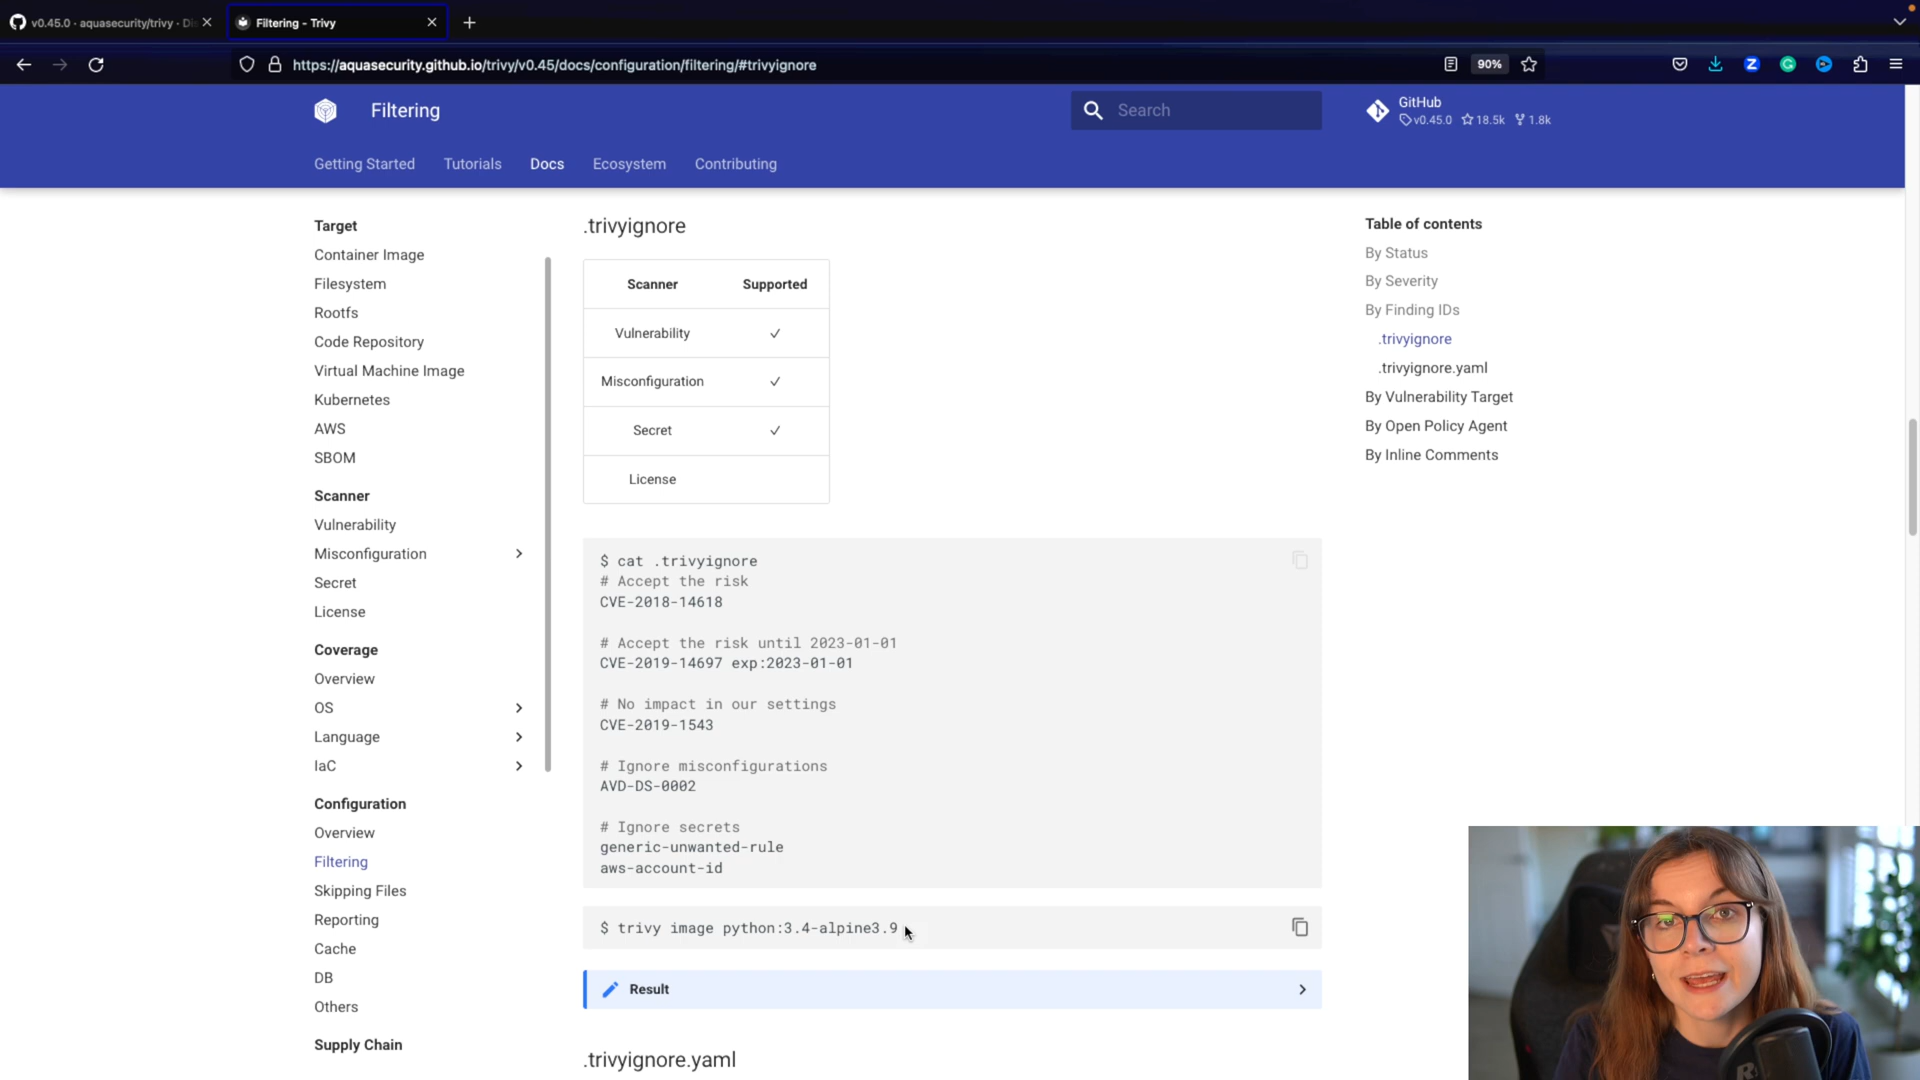 v0.45.0 · aquasecurity/trivy · Di
Filtering - Trivy
https://aquasecurity.github.io/trivy/v0.45/docs/configuration/filtering/#trivyignore
90%
Filtering
Search
GitHub
v0.45.0 18.5k 1.8k
Getting Started Tutorials Docs Ecosystem Contributing
Target
Container Image
Filesystem
Rootfs
Code Repository
Virtual Machine Image
Kubernetes
AWS
SBOM
Scanner
Vulnerability
Misconfiguration
Secret
License
Coverage
Overview
OS
Language
IaC
Configuration
Overview
Filtering
Skipping Files
Reporting
Cache
DB
Others
Supply Chain
.trivyignore
Scanner Supported
Vulnerability ✓
Misconfiguration ✓
Secret ✓
License
$ cat .trivyignore
# Accept the risk
CVE-2018-14618
# Accept the risk until 2023-01-01
CVE-2019-14697 exp:2023-01-01
# No impact in our settings
CVE-2019-1543
# Ignore misconfigurations
AVD-DS-0002
# Ignore secrets
generic-unwanted-rule
aws-account-id
$ trivy image python:3.4-alpine3.9
Result
.trivyignore.yaml
Table of contents
By Status
By Severity
By Finding IDs
.trivyignore
.trivyignore.yaml
By Vulnerability Target
By Open Policy Agent
By Inline Comments